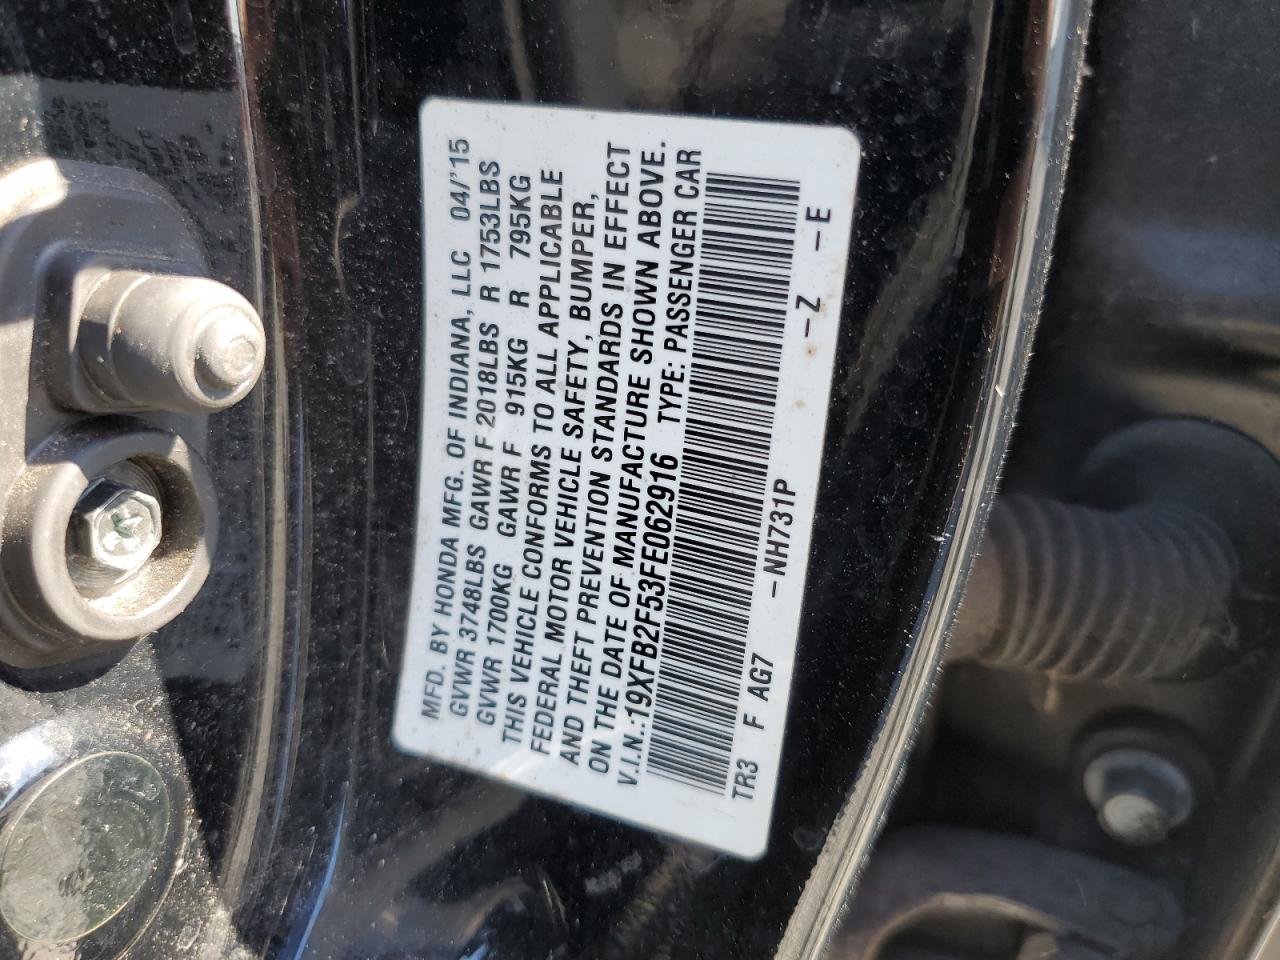 MFD. BY HONDA MFG. OF INDIANA, LLC 04/'15
GVWR 3748LBS GAWR F 2018LBS R 1753LBS
GVWR 1700KG GAWR F 915KG R 795KG
THIS VEHICLE CONFORMS TO ALL APPLICABLE
FEDERAL MOTOR VEHICLE SAFETY, BUMPER,
AND THEFT PREVENTION STANDARDS IN EFFECT
ON THE DATE OF MANUFACTURE SHOWN ABOVE.
V.I.N.:19XFB2F53FE062916 TYPE: PASSENGER CAR
TR3 F AG7 -NH731P -Z -E